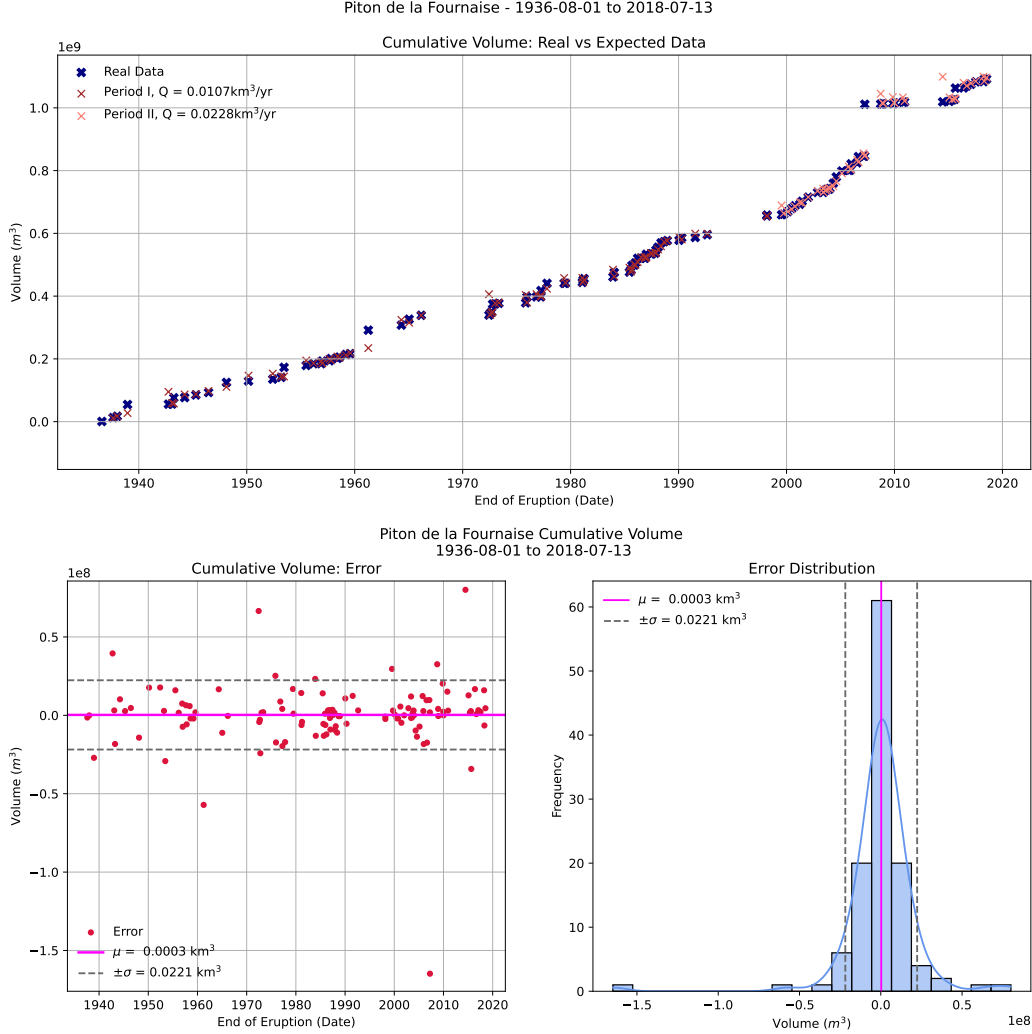 Piton de la Fournaise - 1936-08-01 to 2018-07-13
Cumulative Volume: Real vs Expected Data
1e9
Real Data
Period I, Q = 0.0107km³/yr
Period II, Q = 0.0228km³/yr
1.0
0.8
0.6
0.4
0.2
0.0
Volume (m³)
1940 1950 1960 1970 1980 1990 2000 2010 2020
End of Eruption (Date)
Piton de la Fournaise Cumulative Volume
1936-08-01 to 2018-07-13
Cumulative Volume: Error
1e8
0.5
0.0
−0.5
−1.0
−1.5
Volume (m³)
Error
μ = 0.0003 km³
±σ = 0.0221 km³
1940 1950 1960 1970 1980 1990 2000 2010 2020
End of Eruption (Date)
Error Distribution
μ = 0.0003 km³
±σ = 0.0221 km³
60
50
40
30
20
10
0
Frequency
−1.5 −1.0 −0.5 0.0 0.5
1e8
Volume (m³)